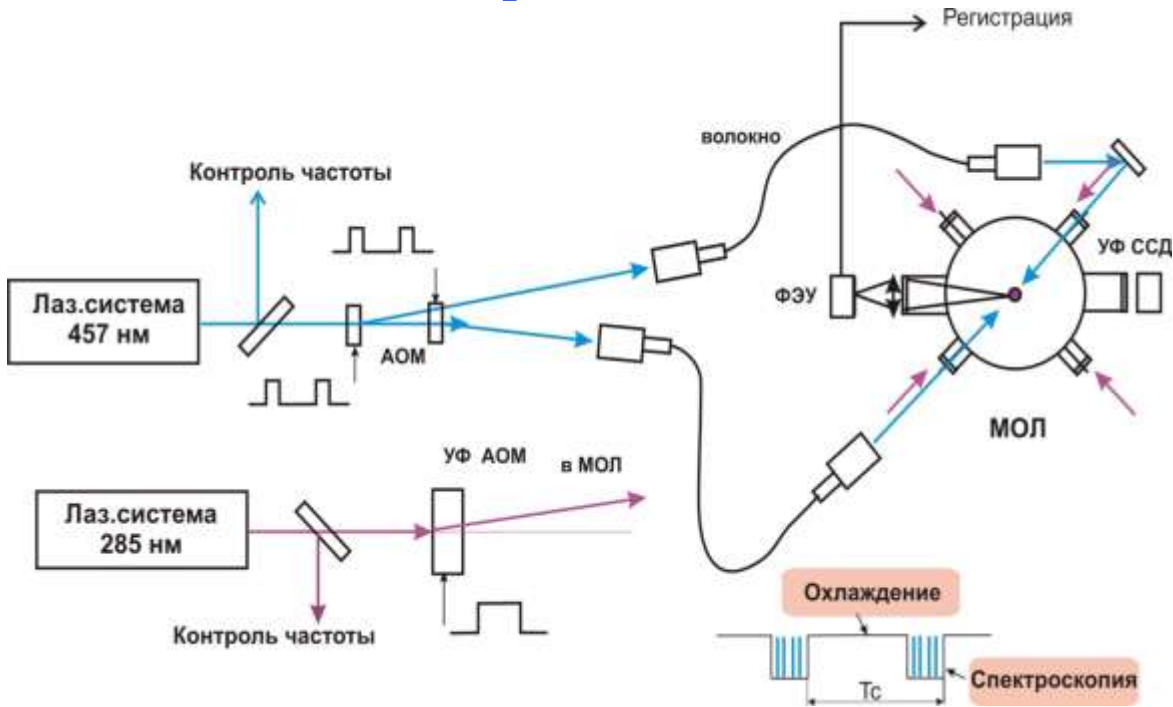 Регистрация
волокно
Контроль частоты
УФ ССД
ФЭУ
Лаз.система
457 нм
АОМ
МОЛ
УФ АОМ
в МОЛ
Лаз.система
285 нм
Охлаждение
Контроль частоты
Спектроскопия
Tc